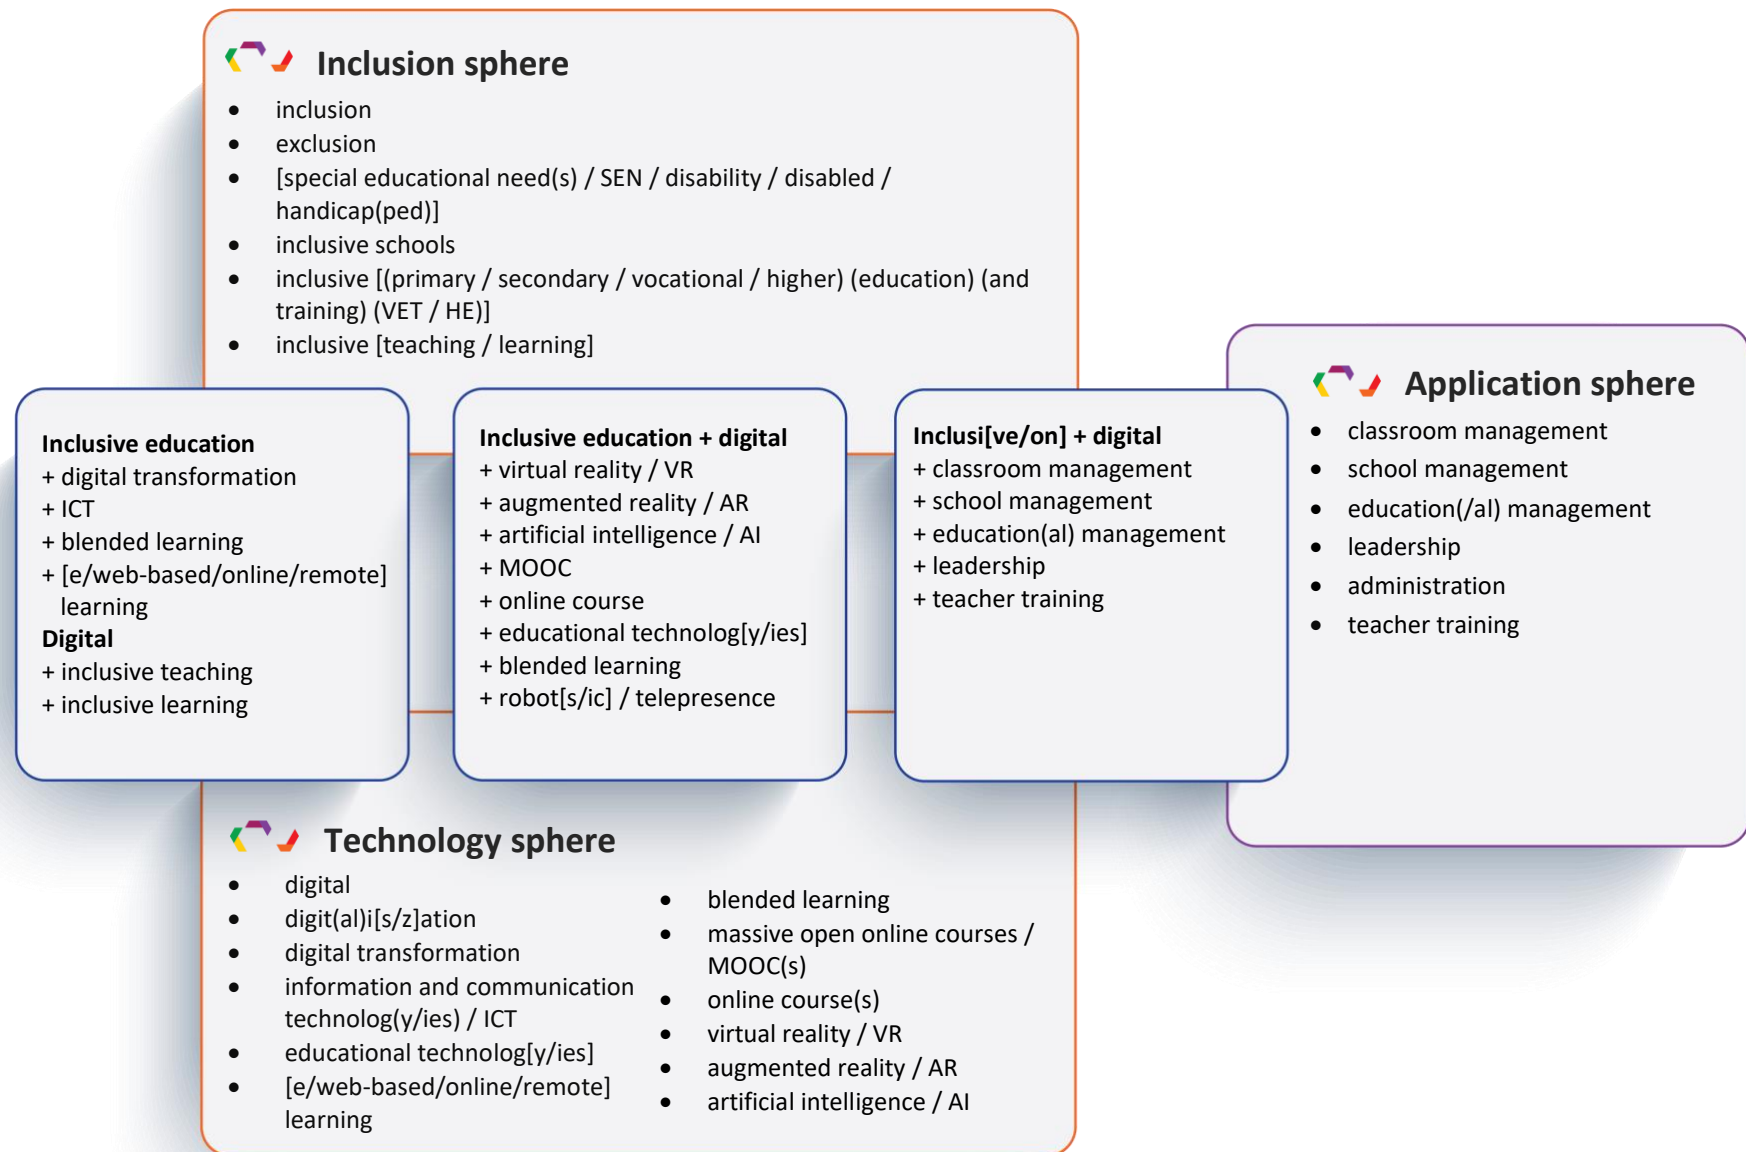 Inclusion sphere
• inclusion
• exclusion
• [special educational need(s) / SEN / disability / disabled /
handicap(ped)]
• inclusive schools
• inclusive [(primary / secondary / vocational / higher) (education) (and
training) (VET / HE)]
• inclusive [teaching / learning]
Inclusive education
+ digital transformation
+ ICT
+ blended learning
+ [e/web-based/online/remote]
learning
Digital
+ inclusive teaching
+ inclusive learning
Inclusive education + digital
+ virtual reality / VR
+ augmented reality / AR
+ artificial intelligence / AI
+ MOOC
+ online course
+ educational technolog[y/ies]
+ blended learning
+ robot[s/ic] / telepresence
Inclusi[ve/on] + digital
+ classroom management
+ school management
+ education(al) management
+ leadership
+ teacher training
Application sphere
• classroom management
• school management
• education(/al) management
• leadership
• administration
• teacher training
Technology sphere
• digital
• digit(al)i[s/z]ation
• digital transformation
• information and communication
technolog(y/ies) / ICT
• educational technolog[y/ies]
• [e/web-based/online/remote]
learning
• blended learning
• massive open online courses /
MOOC(s)
• online course(s)
• virtual reality / VR
• augmented reality / AR
• artificial intelligence / AI